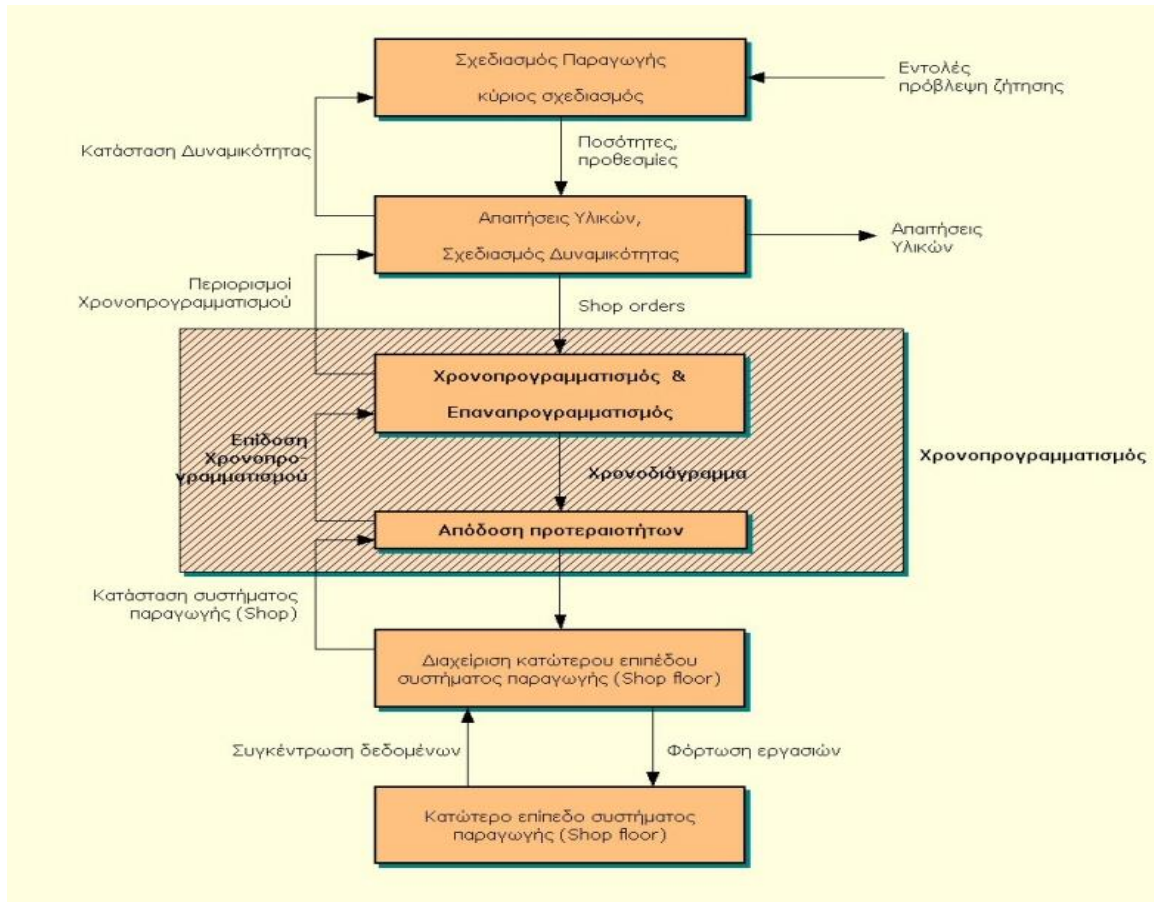 Σχεδιασμός Παραγωγής
κύριος σχεδιασμός
Εντολές
πρόβλεψη ζήτησης
Κατάσταση Δυναμικότητας
Ποσότητες,
προθεσμίες
Απαιτήσεις Υλικών,
Σχεδιασμός Δυναμικότητας
Απαιτήσεις
Υλικών
Περιορισμοί
Χρονοπρογραμματισμού
Shop orders
Χρονοπρογραμματισμός &
Επαναπρογραμματισμός
Επίδοση
Χρονοπρο-
γραμματισμού
Χρονοδιάγραμμα
Χρονοπρογραμματισμός
Απόδοση προτεραιοτήτων
Κατάσταση συστήματος
παραγωγής (Shop)
Διαχείριση κατώτερου επιπέδου
συστήματος παραγωγής (Shop floor)
Συγκέντρωση δεδομένων
Φόρτωση εργασιών
Κατώτερο επίπεδο συστήματος
παραγωγής (Shop floor)